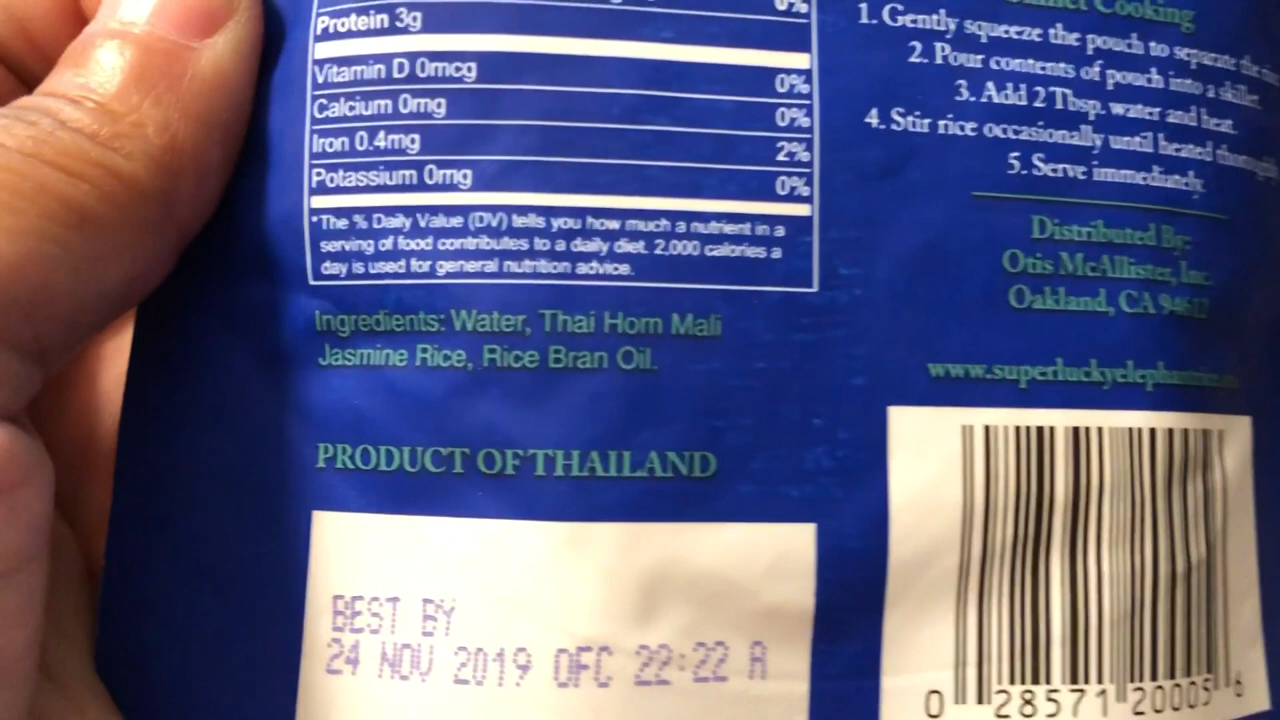 0%
Protein 3g
Vitamin D 0mcg 0%
Calcium 0mg 0%
Iron 0.4mg 2%
Potassium 0mg 0%
*The % Daily Value (DV) tells you how much a nutrient in a
serving of food contributes to a daily diet. 2,000 calories a
day is used for general nutrition advice.
Ingredients: Water, Thai Hom Mali
Jasmine Rice, Rice Bran Oil.
PRODUCT OF THAILAND
BEST BY
24 NOV 2019 OFC 22:22 A
Cooking
1. Gently squeeze the pouch to separate the
2. Pour contents of pouch into a skillet.
3. Add 2 Tbsp. water and heat.
4. Stir rice occasionally until heated
5. Serve immediately.
Distributed By:
Otis McAllister, Inc.
Oakland, CA
0 28571 20005 6